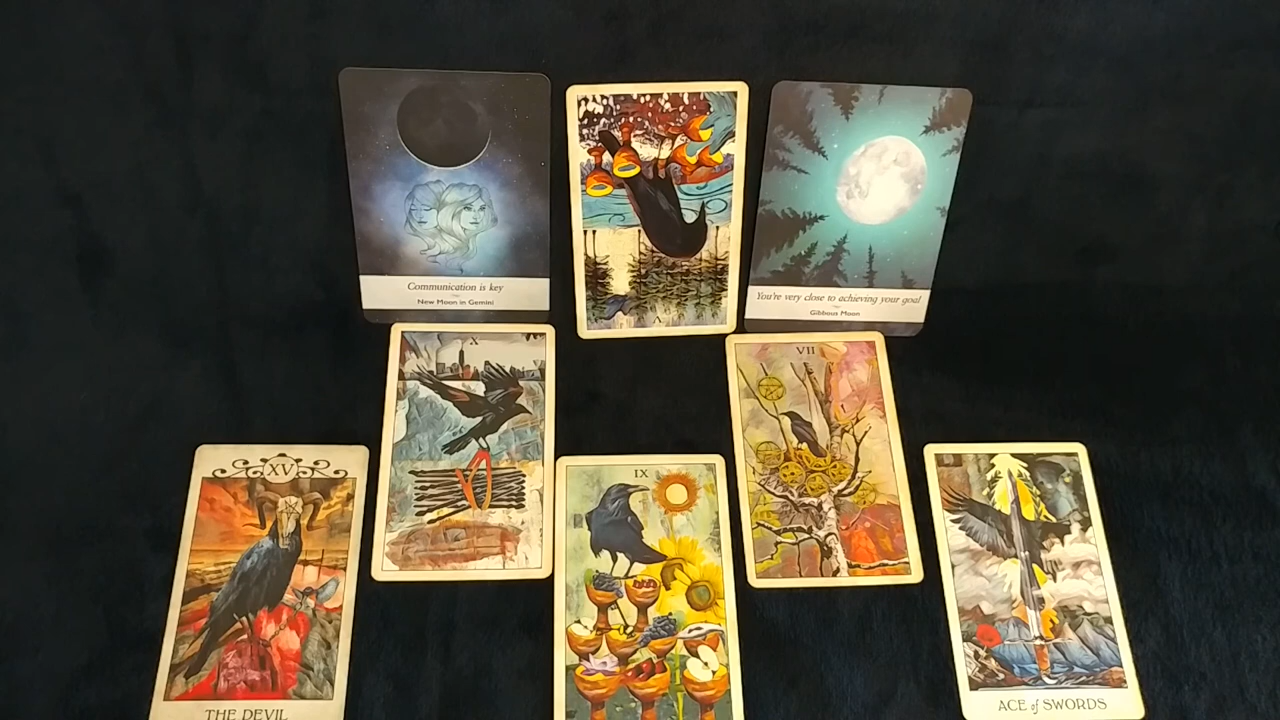 Communication is key
New Moon in Gemini
V
You're very close to achieving your goal
Gibbous Moon
X
VII
XV
IX
THE DEVIL
ACE of SWORDS